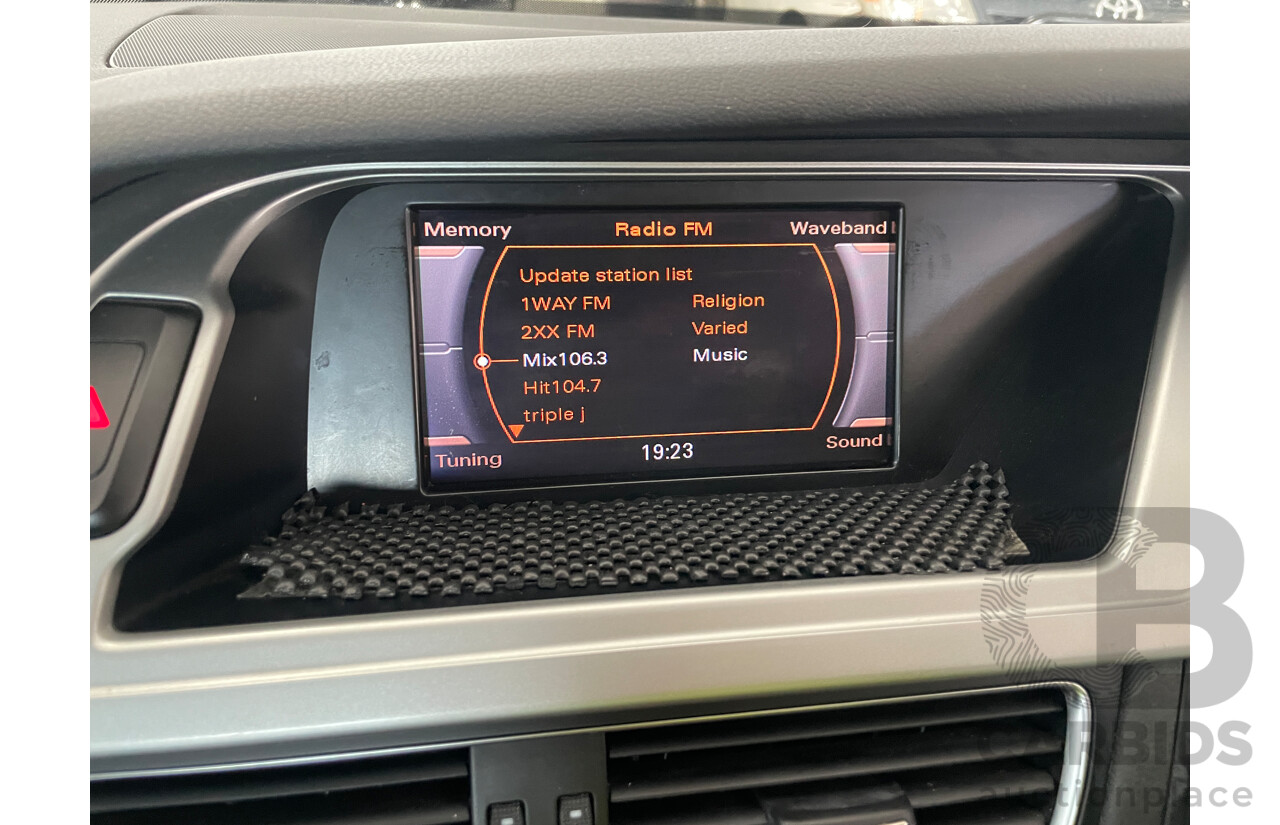 Memory Radio FM Waveband
Update station list
1WAY FM Religion
2XX FM Varied
Mix106.3 Music
Hit104.7
triple j
Tuning 19:23 Sound
B
CARBIDS
auctionplace